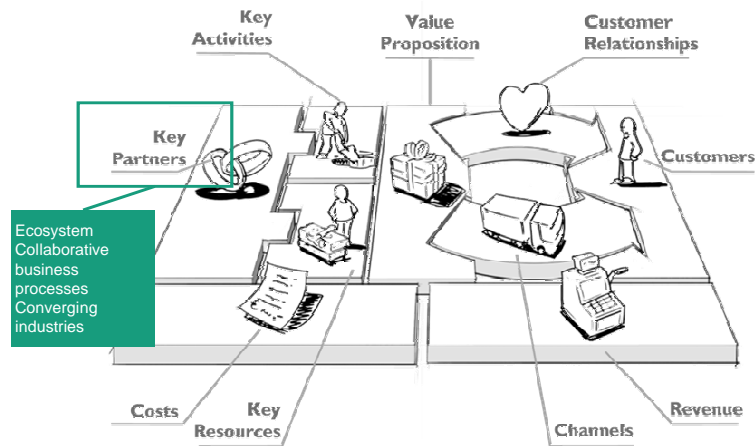 Key
Activities
Value
Proposition
Customer
Relationships
Key
Partners
Customers
Ecosystem
Collaborative
business
processes
Converging
industries
Costs
Key
Resources
Channels
Revenue